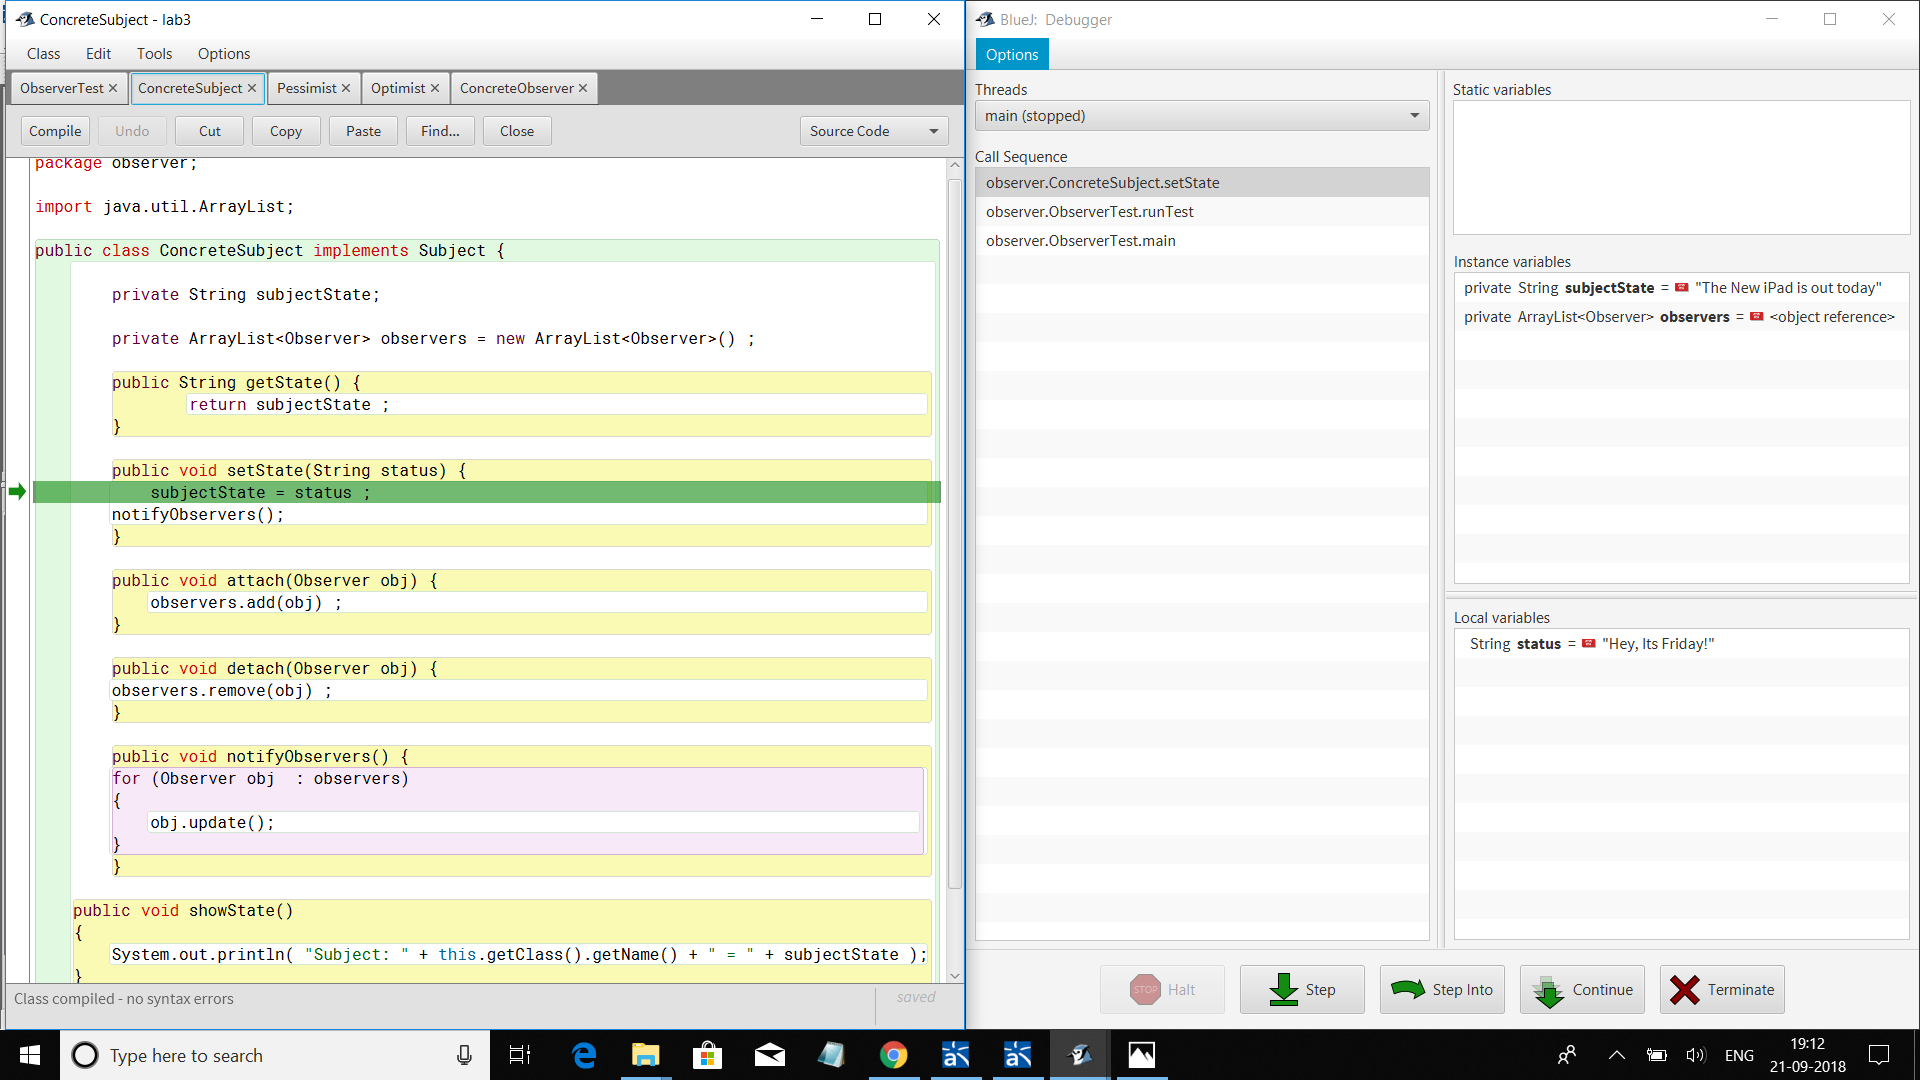 ConcreteSubject - lab3
Class Edit Tools Options
ObserverTest ConcreteSubject Pessimist Optimist ConcreteObserver
Compile Undo Cut Copy Paste Find... Close Source Code
package observer;
import java.util.ArrayList;
public class ConcreteSubject implements Subject {
private String subjectState;
private ArrayList<Observer> observers = new ArrayList<Observer>() ;
public String getState() {
return subjectState ;
}
public void setState(String status) {
subjectState = status ;
notifyObservers();
}
public void attach(Observer obj) {
observers.add(obj) ;
}
public void detach(Observer obj) {
observers.remove(obj) ;
}
public void notifyObservers() {
for (Observer obj  : observers)
{
obj.update();
}
}
public void showState()
{
System.out.println( "Subject: " + this.getClass().getName() + " = " + subjectState );
}
Class compiled - no syntax errors
saved
BlueJ: Debugger
Options
Threads
main (stopped)
Call Sequence
observer.ConcreteSubject.setState
observer.ObserverTest.runTest
observer.ObserverTest.main
Static variables
Instance variables
private String subjectState = "The New iPad is out today"
private ArrayList<Observer> observers = <object reference>
Local variables
String status = "Hey, Its Friday!"
STOP Halt Step Step Into Continue Terminate
Type here to search
ENG
19:12
21-09-2018